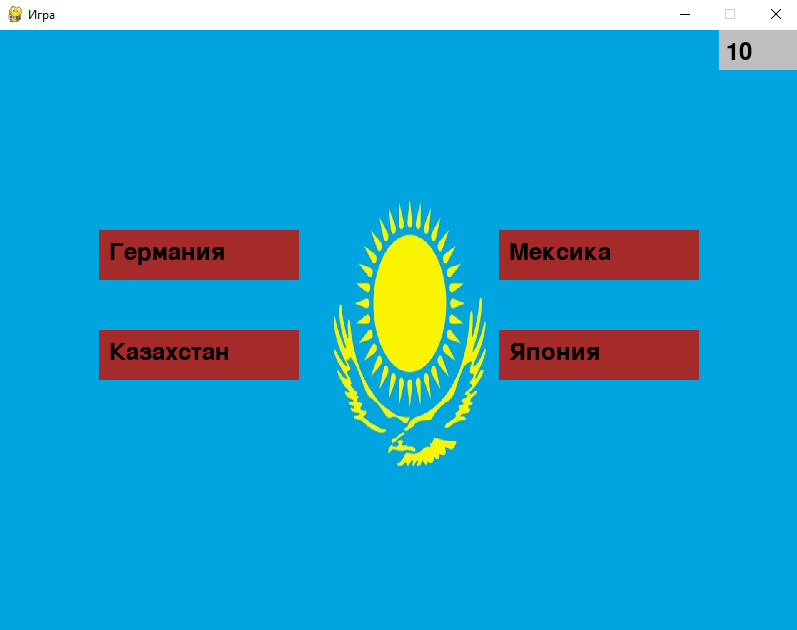 Игра
10
Германия
Мексика
Казахстан
Япония